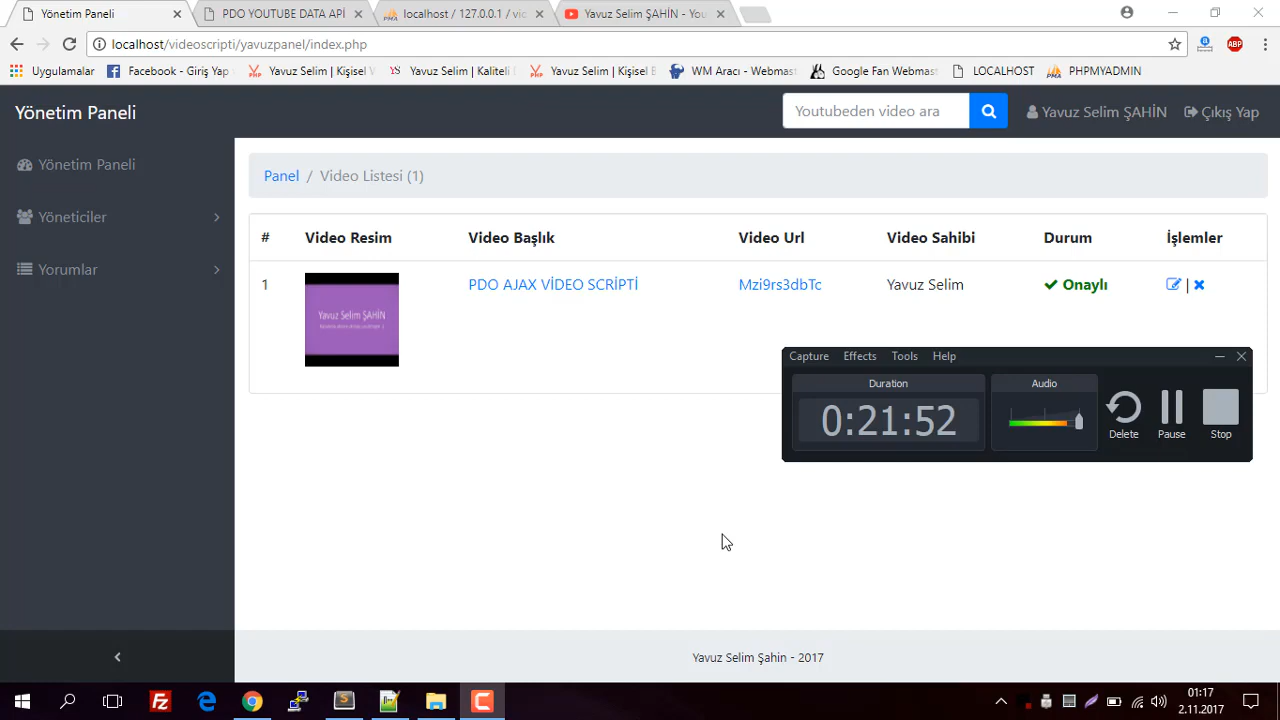 Yönetim Paneli
PDO YOUTUBE DATA APİ
localhost / 127.0.0.1 / vic
Yavuz Selim ŞAHİN - You
localhost/videoscripti/yavuzpanel/index.php
ABP
Uygulamalar
Facebook - Giriş Yap
Yavuz Selim | Kişisel V
Yavuz Selim | Kaliteli
Yavuz Selim | Kişisel B
WM Aracı - Webmast
Google Fan Webmast
LOCALHOST
PHPMYADMIN
Yönetim Paneli
Youtubeden video ara
Yavuz Selim ŞAHİN
Çıkış Yap
Yönetim Paneli
Yöneticiler
Yorumlar
Panel / Video Listesi (1)
# Video Resim Video Başlık Video Url Video Sahibi Durum İşlemler
1 PDO AJAX VİDEO SCRİPTİ Mzi9rs3dbTc Yavuz Selim Onaylı |
Yavuz Selim ŞAHİN
Capture Effects Tools Help
Duration
Audio
0:21:52
Delete
Pause
Stop
Yavuz Selim Şahin - 2017
01:17
2.11.2017